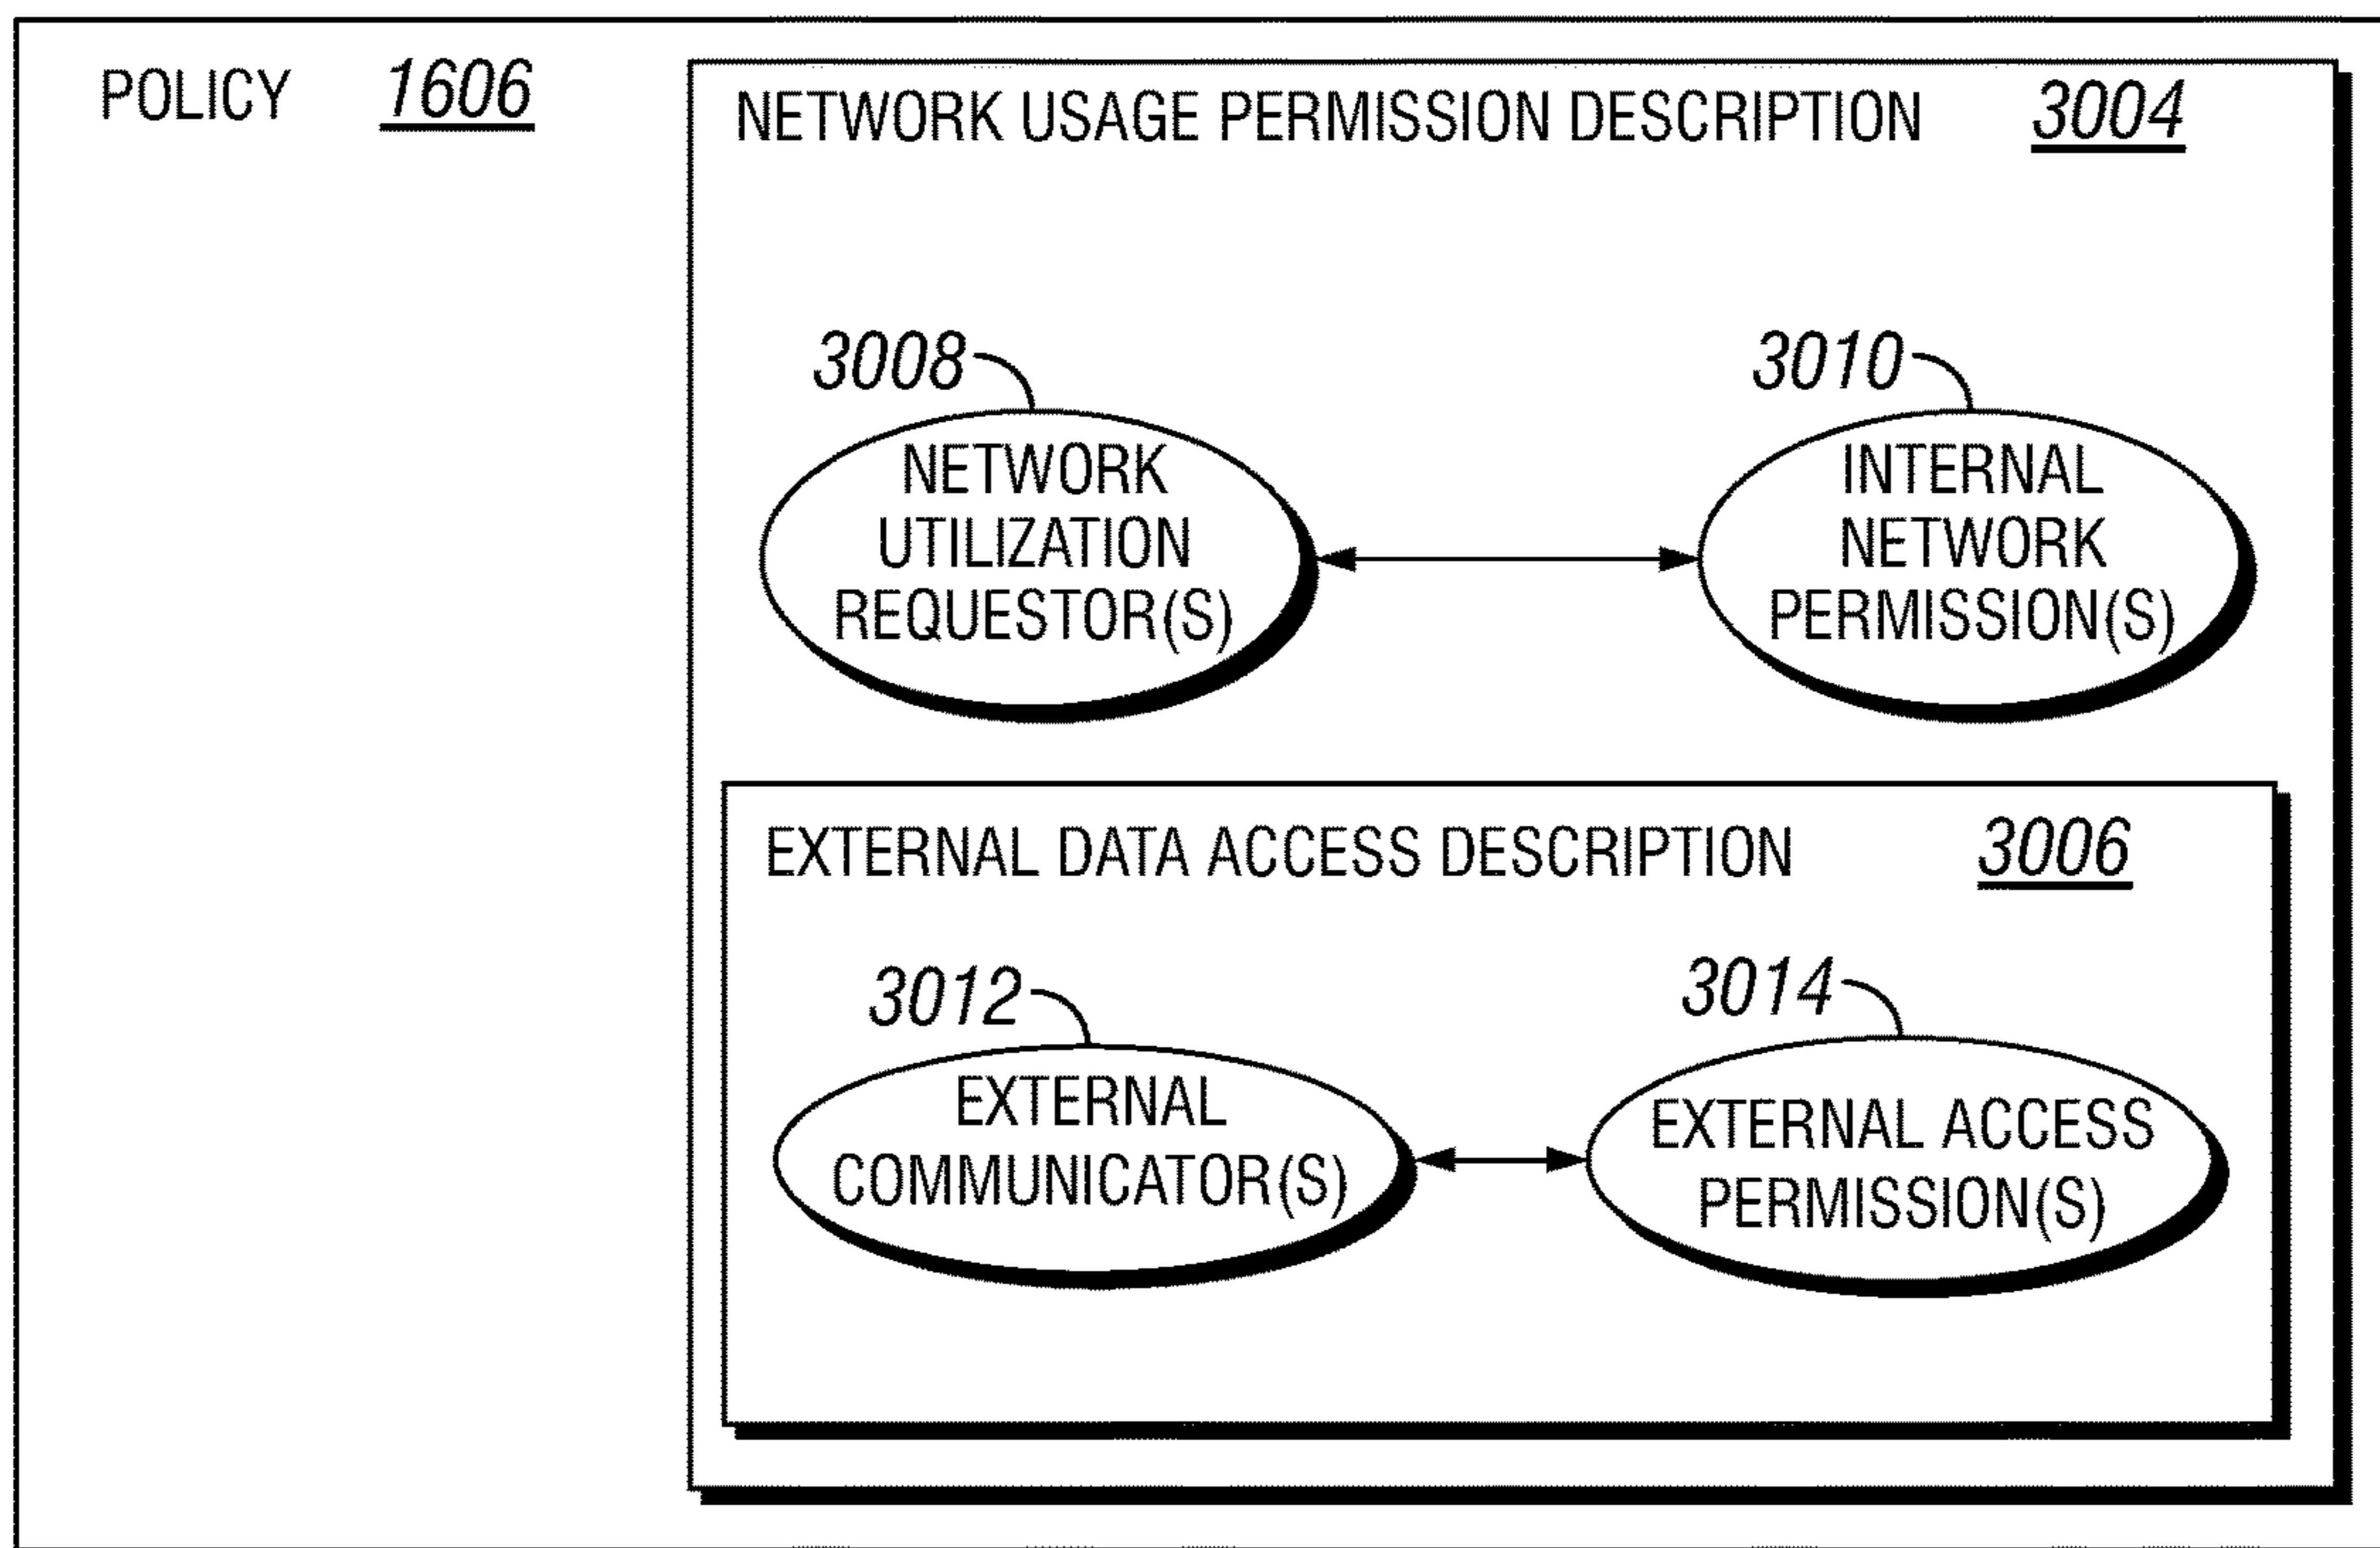 POLICY 1606
NETWORK USAGE PERMISSION DESCRIPTION 3004
3008
NETWORK
UTILIZATION
REQUESTOR(S)
3010
INTERNAL
NETWORK
PERMISSION(S)
EXTERNAL DATA ACCESS DESCRIPTION 3006
3012
EXTERNAL
COMMUNICATOR(S)
3014
EXTERNAL ACCESS
PERMISSION(S)